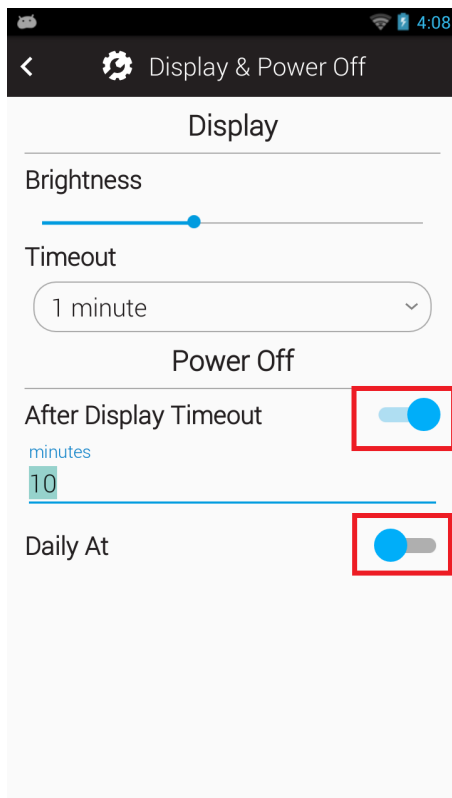 4:08
Display & Power Off
Display
Brightness
Timeout
1 minute
Power Off
After Display Timeout
minutes
10
Daily At